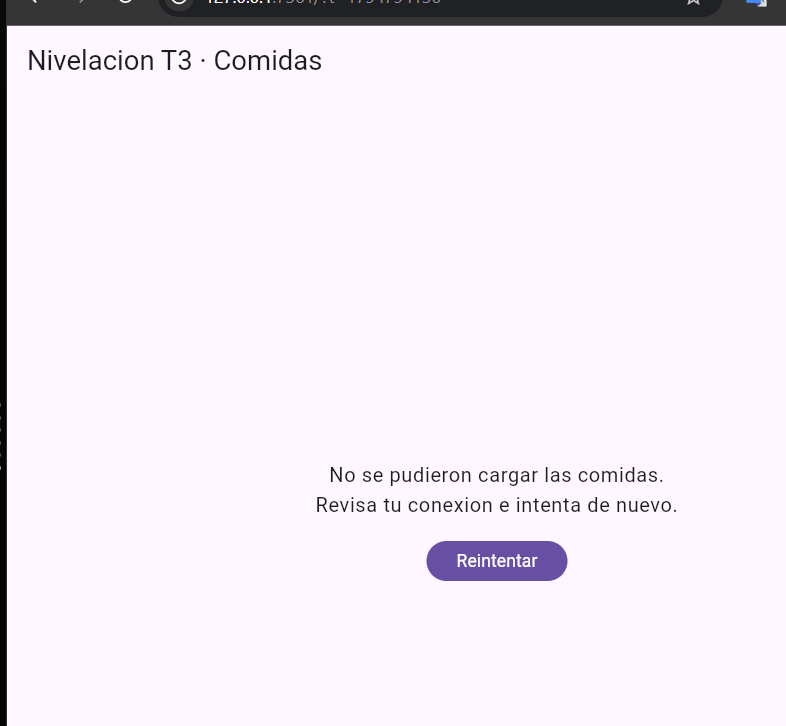 Nivelacion T3 · Comidas
No se pudieron cargar las comidas.
Revisa tu conexion e intenta de nuevo.
Reintentar